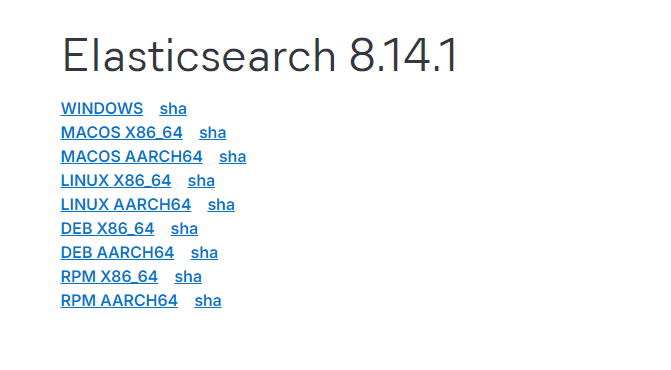 Elasticsearch 8.14.1
WINDOWS sha
MACOS X86_64 sha
MACOS AARCH64 sha
LINUX X86_64 sha
LINUX AARCH64 sha
DEB X86_64 sha
DEB AARCH64 sha
RPM X86_64 sha
RPM AARCH64 sha